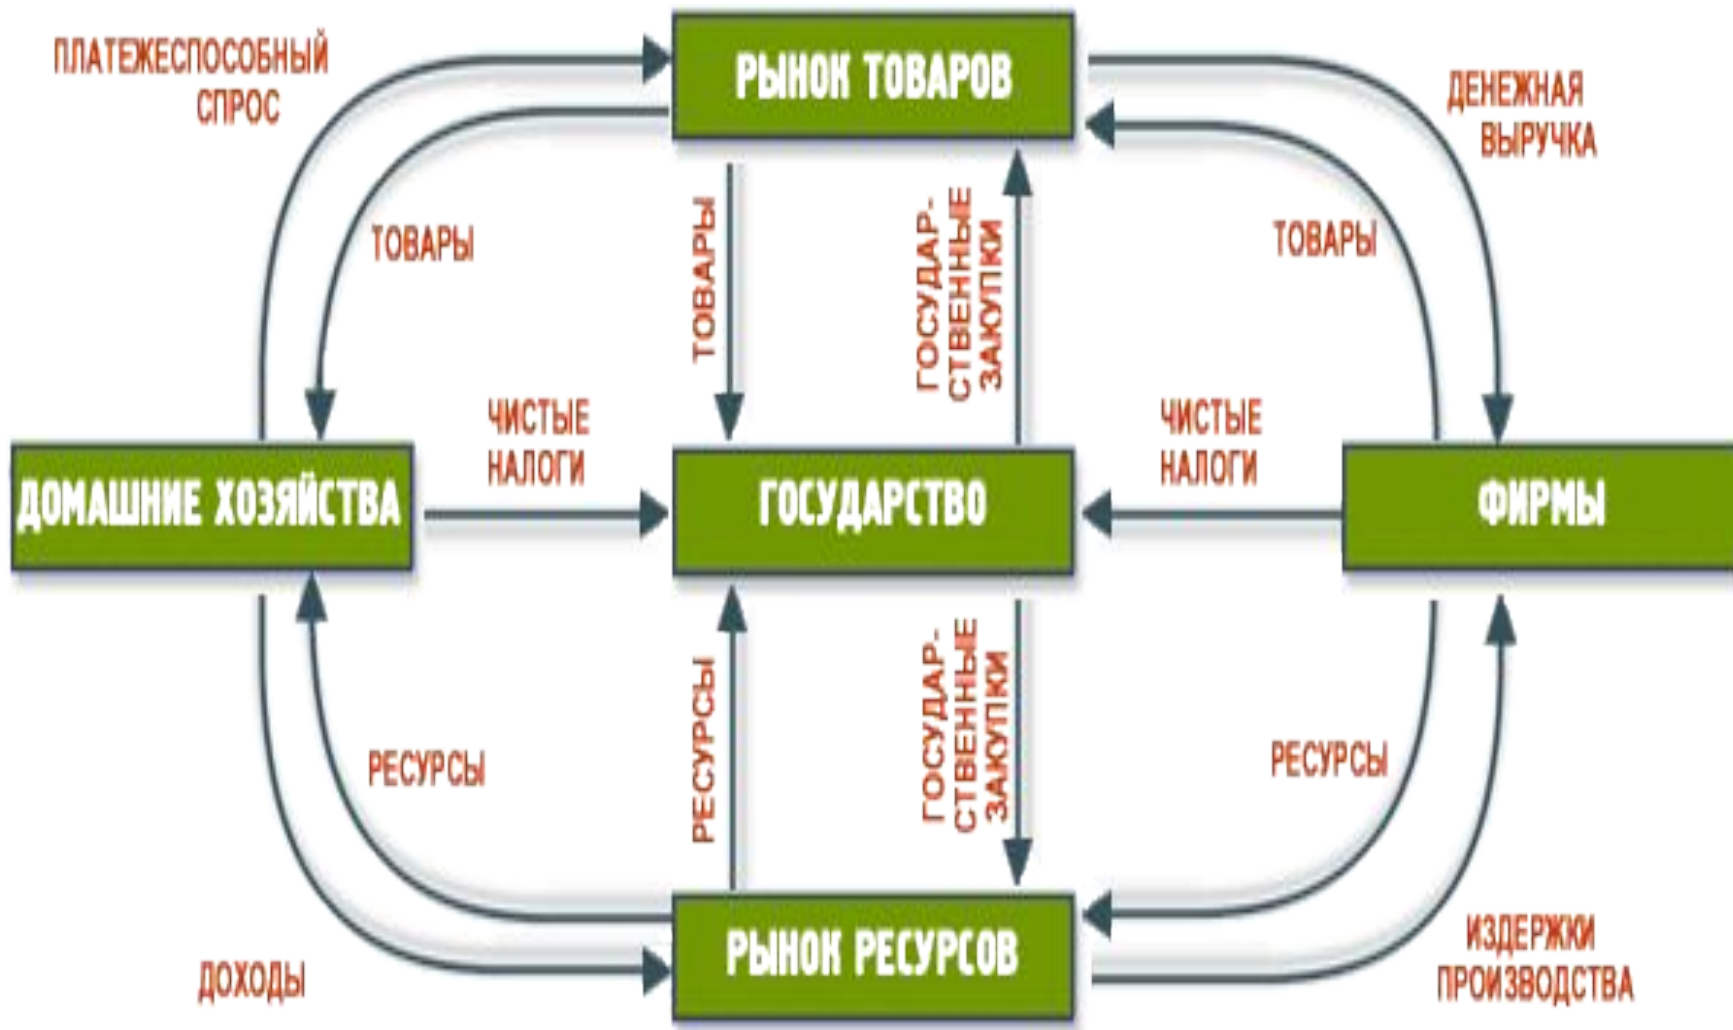 ПЛАТЕЖЕСПОСОБНЫЙ
СПРОС
РЫНОК ТОВАРОВ
ДЕНЕЖНАЯ
ВЫРУЧКА
ТОВАРЫ
ТОВАРЫ
ГОСУДАР-
СТВЕННЫЕ
ЗАКУПКИ
ТОВАРЫ
ЧИСТЫЕ
НАЛОГИ
ЧИСТЫЕ
НАЛОГИ
ДОМАШНИЕ ХОЗЯЙСТВА
ГОСУДАРСТВО
ФИРМЫ
РЕСУРСЫ
РЕСУРСЫ
ГОСУДАР-
СТВЕННЫЕ
ЗАКУПКИ
РЕСУРСЫ
ДОХОДЫ
РЫНОК РЕСУРСОВ
ИЗДЕРЖКИ
ПРОИЗВОДСТВА